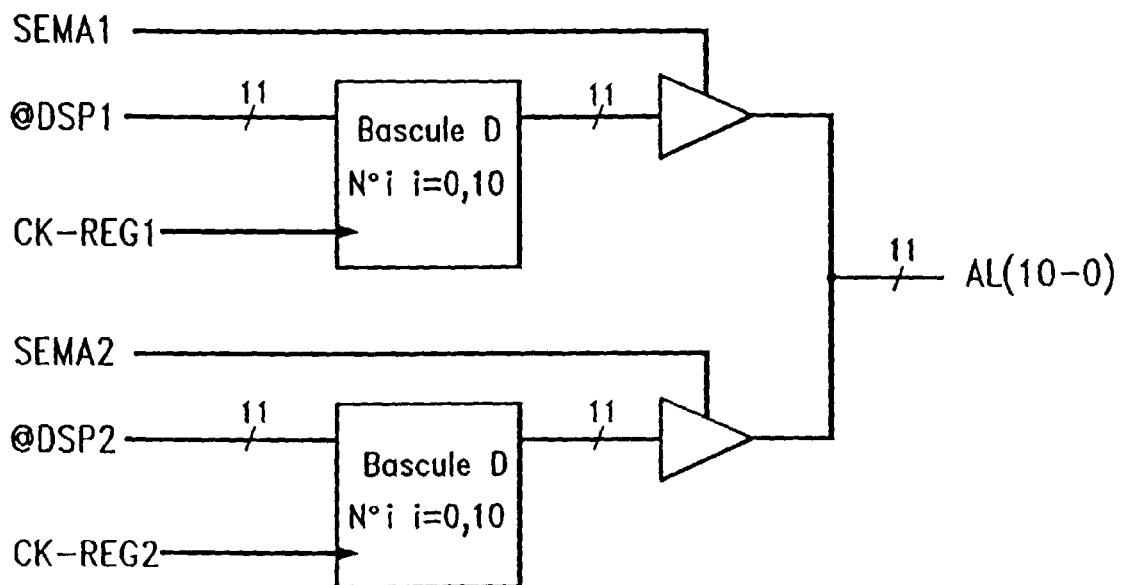 SEMA1
@DSP1
11
Bascule D
N°i i=0,10
11
CK-REG1
11
AL(10-0)
SEMA2
@DSP2
11
Bascule D
N°i i=0,10
11
CK-REG2